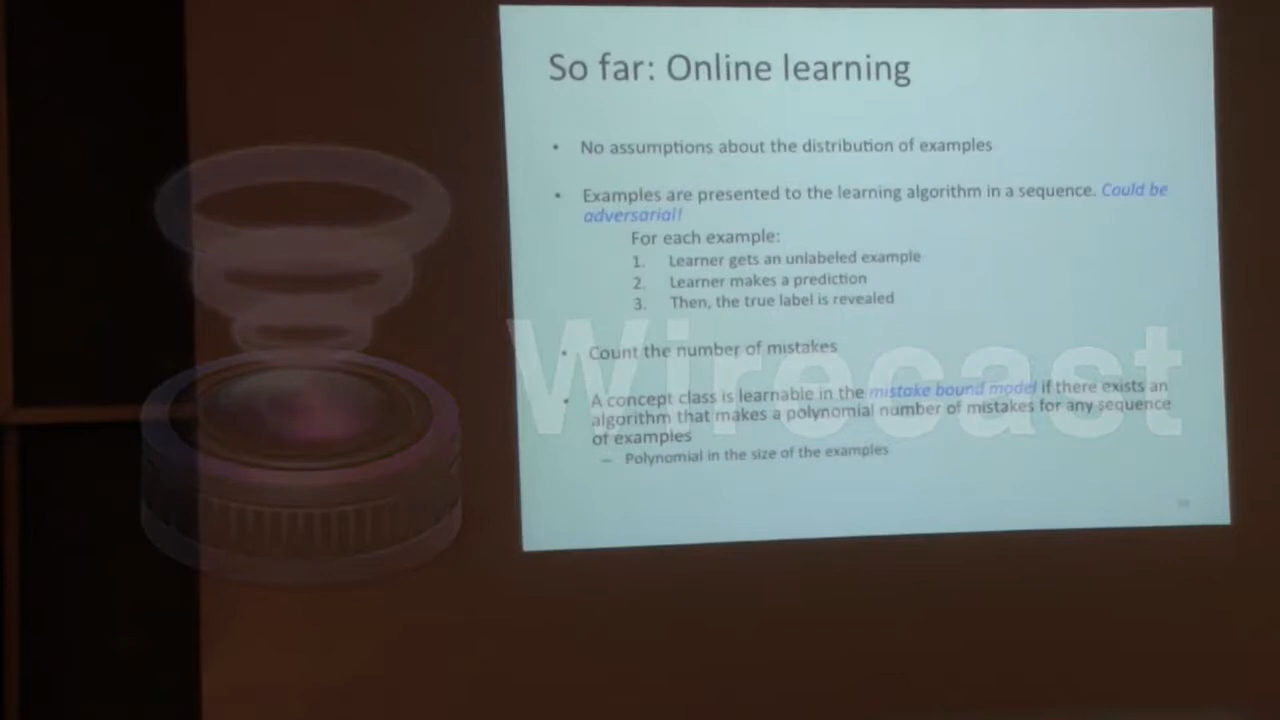 So far: Online learning
• No assumptions about the distribution of examples
• Examples are presented to the learning algorithm in a sequence. Could be
adversarial!
For each example:
1. Learner gets an unlabeled example
2. Learner makes a prediction
3. Then, the true label is revealed
• Count the number of mistakes
• A concept class is learnable in the mistake bound model if there exists an
algorithm that makes a polynomial number of mistakes for any sequence
of examples
– Polynomial in the size of the examples
Wirecast